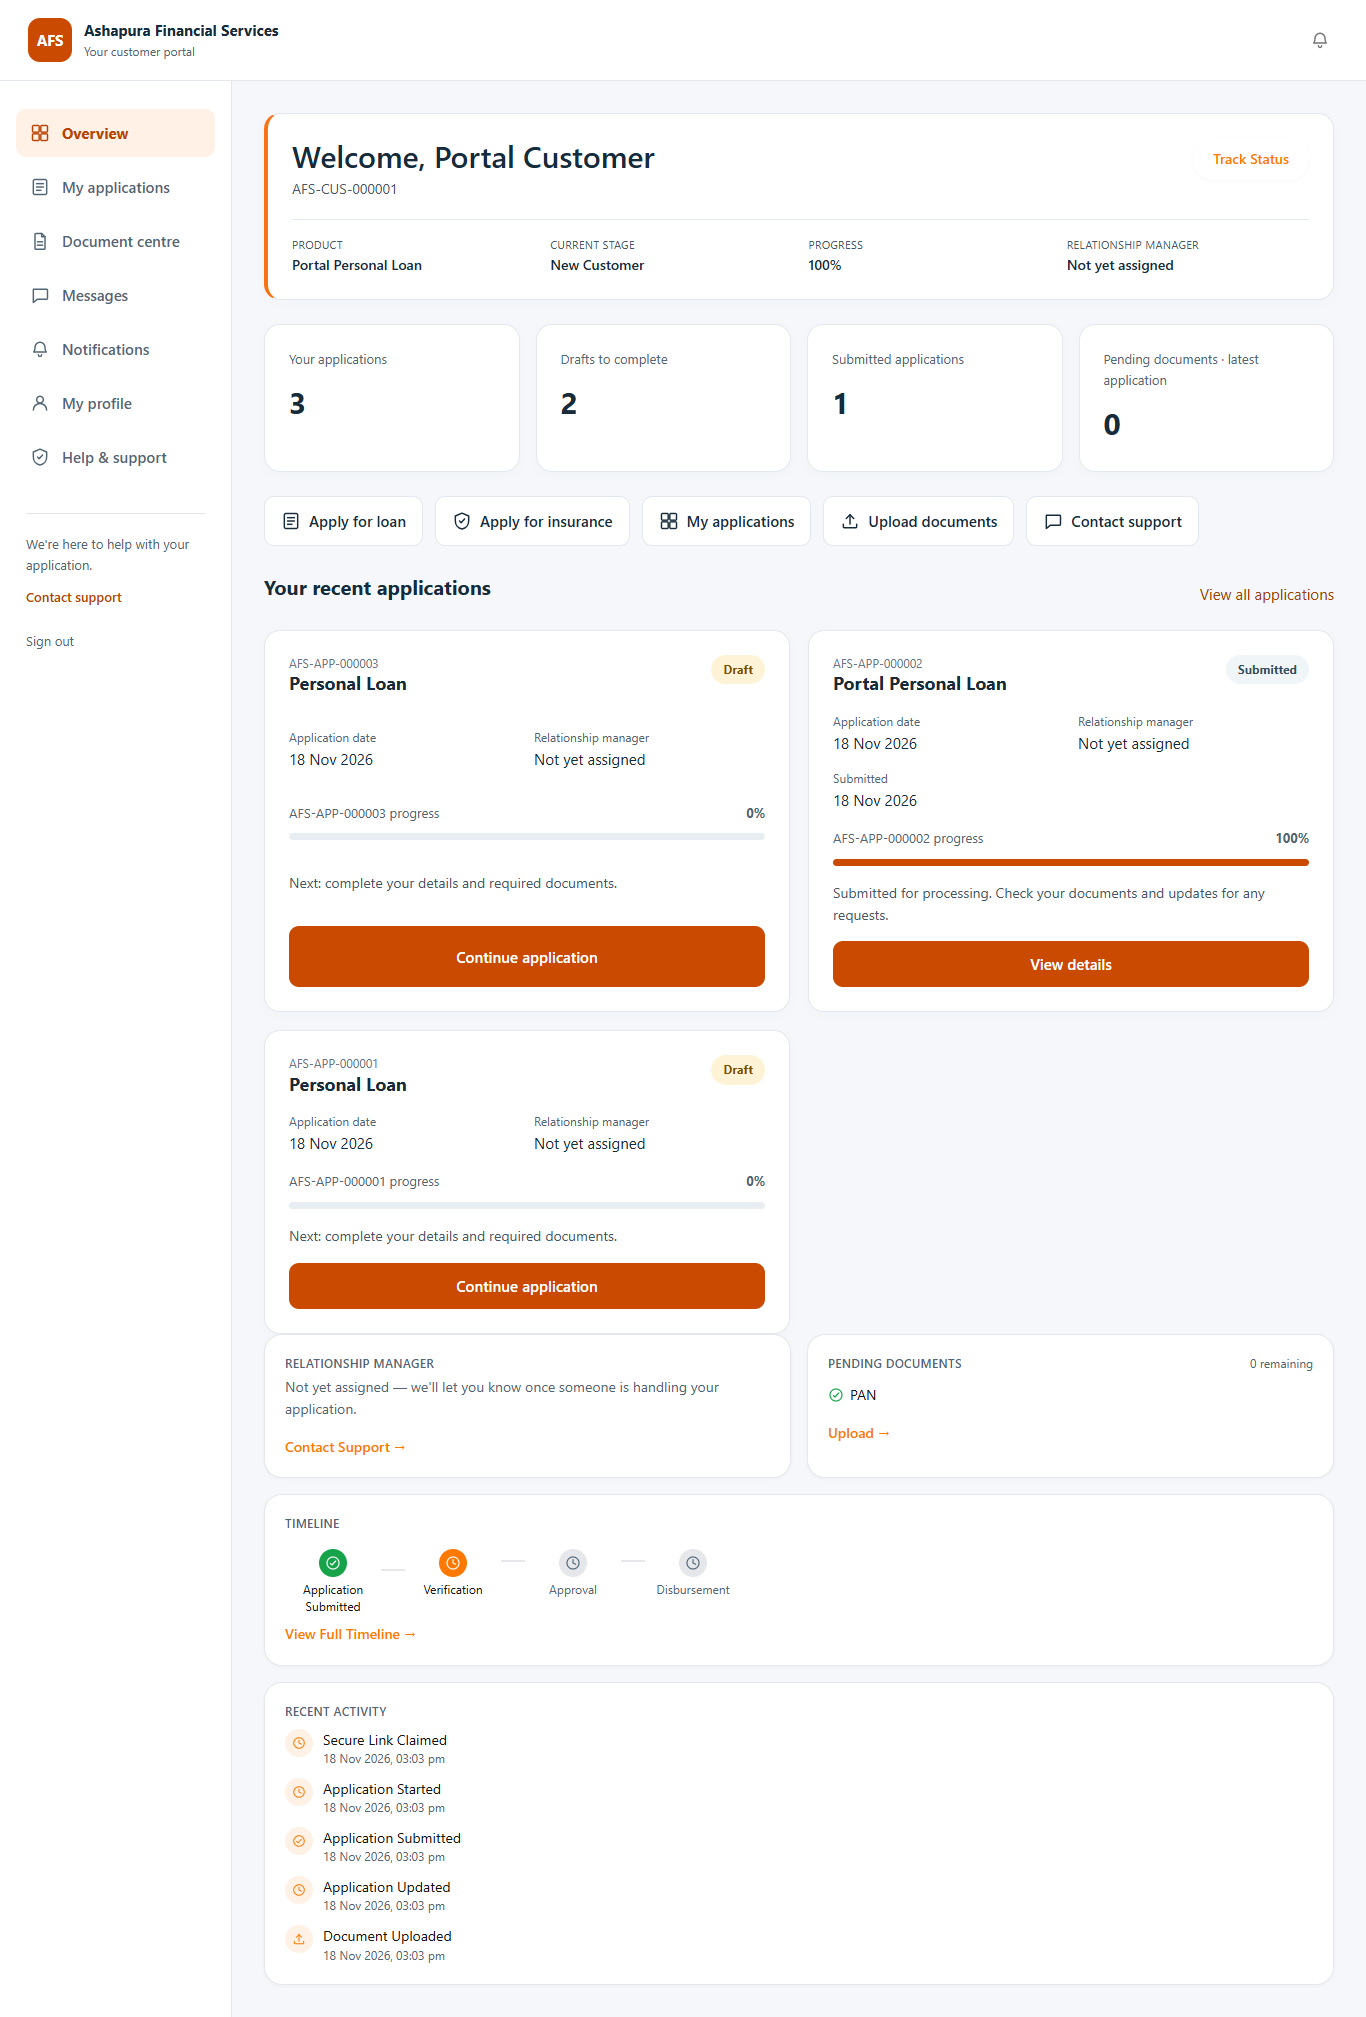 AFS
Ashapura Financial Services
Your customer portal
Overview
My applications
Document centre
Messages
Notifications
My profile
Help & support
We're here to help with your
application.
Contact support
Sign out
Welcome, Portal Customer
AFS-CUS-000001
Track Status
PRODUCT
Portal Personal Loan
CURRENT STAGE
New Customer
PROGRESS
100%
RELATIONSHIP MANAGER
Not yet assigned
Your applications
3
Drafts to complete
2
Submitted applications
1
Pending documents · latest
application
0
Apply for loan
Apply for insurance
My applications
Upload documents
Contact support
Your recent applications
View all applications
AFS-APP-000003
Personal Loan
Draft
Application date
18 Nov 2026
Relationship manager
Not yet assigned
AFS-APP-000003 progress
0%
Next: complete your details and required documents.
Continue application
AFS-APP-000002
Portal Personal Loan
Submitted
Application date
18 Nov 2026
Relationship manager
Not yet assigned
Submitted
18 Nov 2026
AFS-APP-000002 progress
100%
Submitted for processing. Check your documents and updates for any
requests.
View details
AFS-APP-000001
Personal Loan
Draft
Application date
18 Nov 2026
Relationship manager
Not yet assigned
AFS-APP-000001 progress
0%
Next: complete your details and required documents.
Continue application
RELATIONSHIP MANAGER
Not yet assigned — we'll let you know once someone is handling your
application.
Contact Support →
PENDING DOCUMENTS
0 remaining
PAN
Upload →
TIMELINE
Application
Submitted
Verification
Approval
Disbursement
View Full Timeline →
RECENT ACTIVITY
Secure Link Claimed
18 Nov 2026, 03:03 pm
Application Started
18 Nov 2026, 03:03 pm
Application Submitted
18 Nov 2026, 03:03 pm
Application Updated
18 Nov 2026, 03:03 pm
Document Uploaded
18 Nov 2026, 03:03 pm